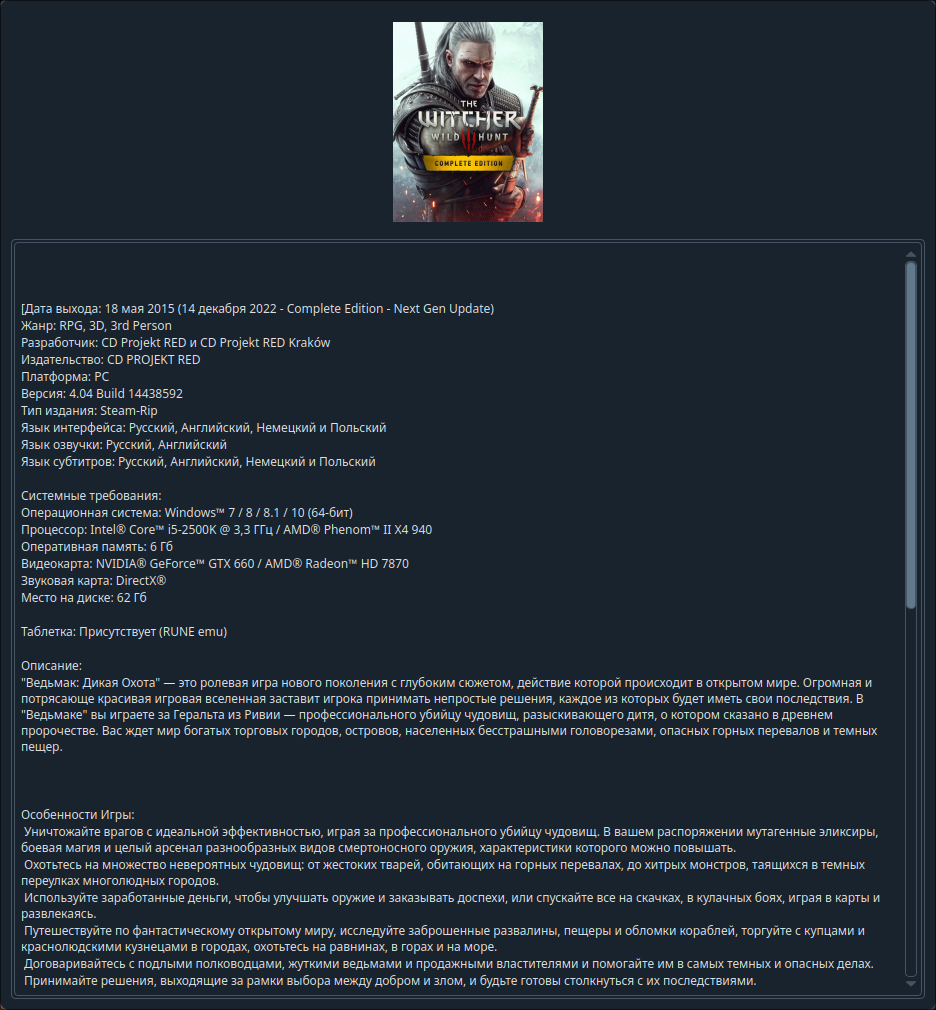 THE
WITCHER
WILD HUNT
COMPLETE EDITION
[Дата выхода: 18 мая 2015 (14 декабря 2022 - Complete Edition - Next Gen Update)
Жанр: RPG, 3D, 3rd Person
Разработчик: CD Projekt RED и CD Projekt RED Kraków
Издательство: CD PROJEKT RED
Платформа: PC
Версия: 4.04 Build 14438592
Тип издания: Steam-Rip
Язык интерфейса: Русский, Английский, Немецкий и Польский
Язык озвучки: Русский, Английский
Язык субтитров: Русский, Английский, Немецкий и Польский
Системные требования:
Операционная система: Windows™ 7 / 8 / 8.1 / 10 (64-бит)
Процессор: Intel® Core™ i5-2500K @ 3,3 ГГц / AMD® Phenom™ II X4 940
Оперативная память: 6 Гб
Видеокарта: NVIDIA® GeForce™ GTX 660 / AMD® Radeon™ HD 7870
Звуковая карта: DirectX®
Место на диске: 62 Гб
Таблетка: Присутствует (RUNE emu)
Описание:
"Ведьмак: Дикая Охота" — это ролевая игра нового поколения с глубоким сюжетом, действие которой происходит в открытом мире. Огромная и
потрясающе красивая игровая вселенная заставит игрока принимать непростые решения, каждое из которых будет иметь свои последствия. В
"Ведьмаке" вы играете за Геральта из Ривии — профессионального убийцу чудовищ, разыскивающего дитя, о котором сказано в древнем
пророчестве. Вас ждет мир богатых торговых городов, островов, населенных бесстрашными головорезами, опасных горных перевалов и темных
пещер.
Особенности Игры:
Уничтожайте врагов с идеальной эффективностью, играя за профессионального убийцу чудовищ. В вашем распоряжении мутагенные эликсиры,
боевая магия и целый арсенал разнообразных видов смертоносного оружия, характеристики которого можно повышать.
Охотьтесь на множество невероятных чудовищ: от жестоких тварей, обитающих на горных перевалах, до хитрых монстров, таящихся в темных
переулках многолюдных городов.
Используйте заработанные деньги, чтобы улучшать оружие и заказывать доспехи, или спускайте все на скачках, в кулачных боях, играя в карты и
развлекаясь.
Путешествуйте по фантастическому открытому миру, исследуйте заброшенные развалины, пещеры и обломки кораблей, торгуйте с купцами и
краснолюдскими кузнецами в городах, охотьтесь на равнинах, в горах и на море.
Договаривайтесь с подлыми полководцами, жуткими ведьмами и продажными властителями и помогайте им в самых темных и опасных делах.
Принимайте решения, выходящие за рамки выбора между добром и злом, и будьте готовы столкнуться с их последствиями.